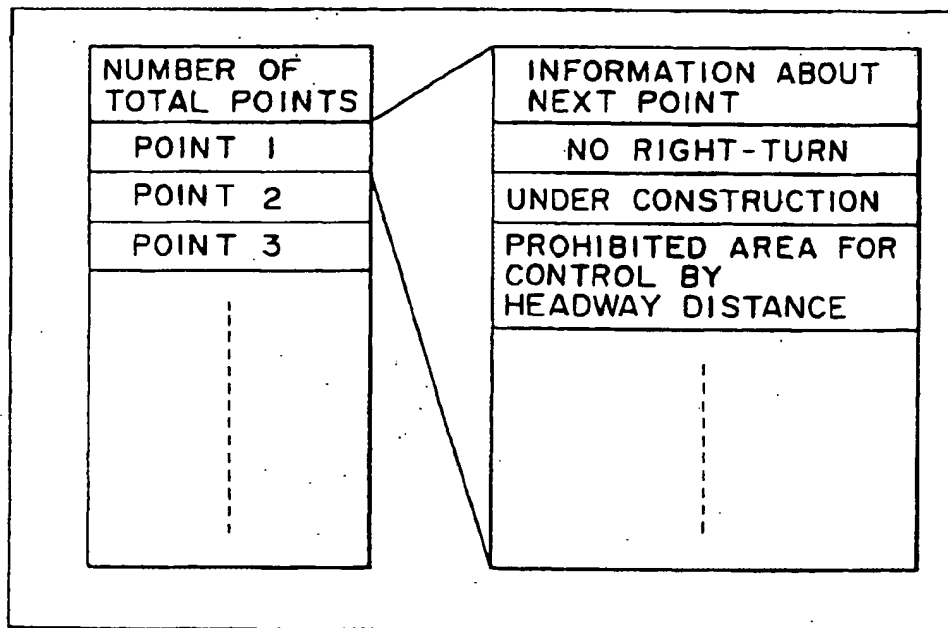 NUMBER OF
TOTAL POINTS
POINT 1
POINT 2
POINT 3
INFORMATION ABOUT
NEXT POINT
NO RIGHT-TURN
UNDER CONSTRUCTION
PROHIBITED AREA FOR
CONTROL BY
HEADWAY DISTANCE